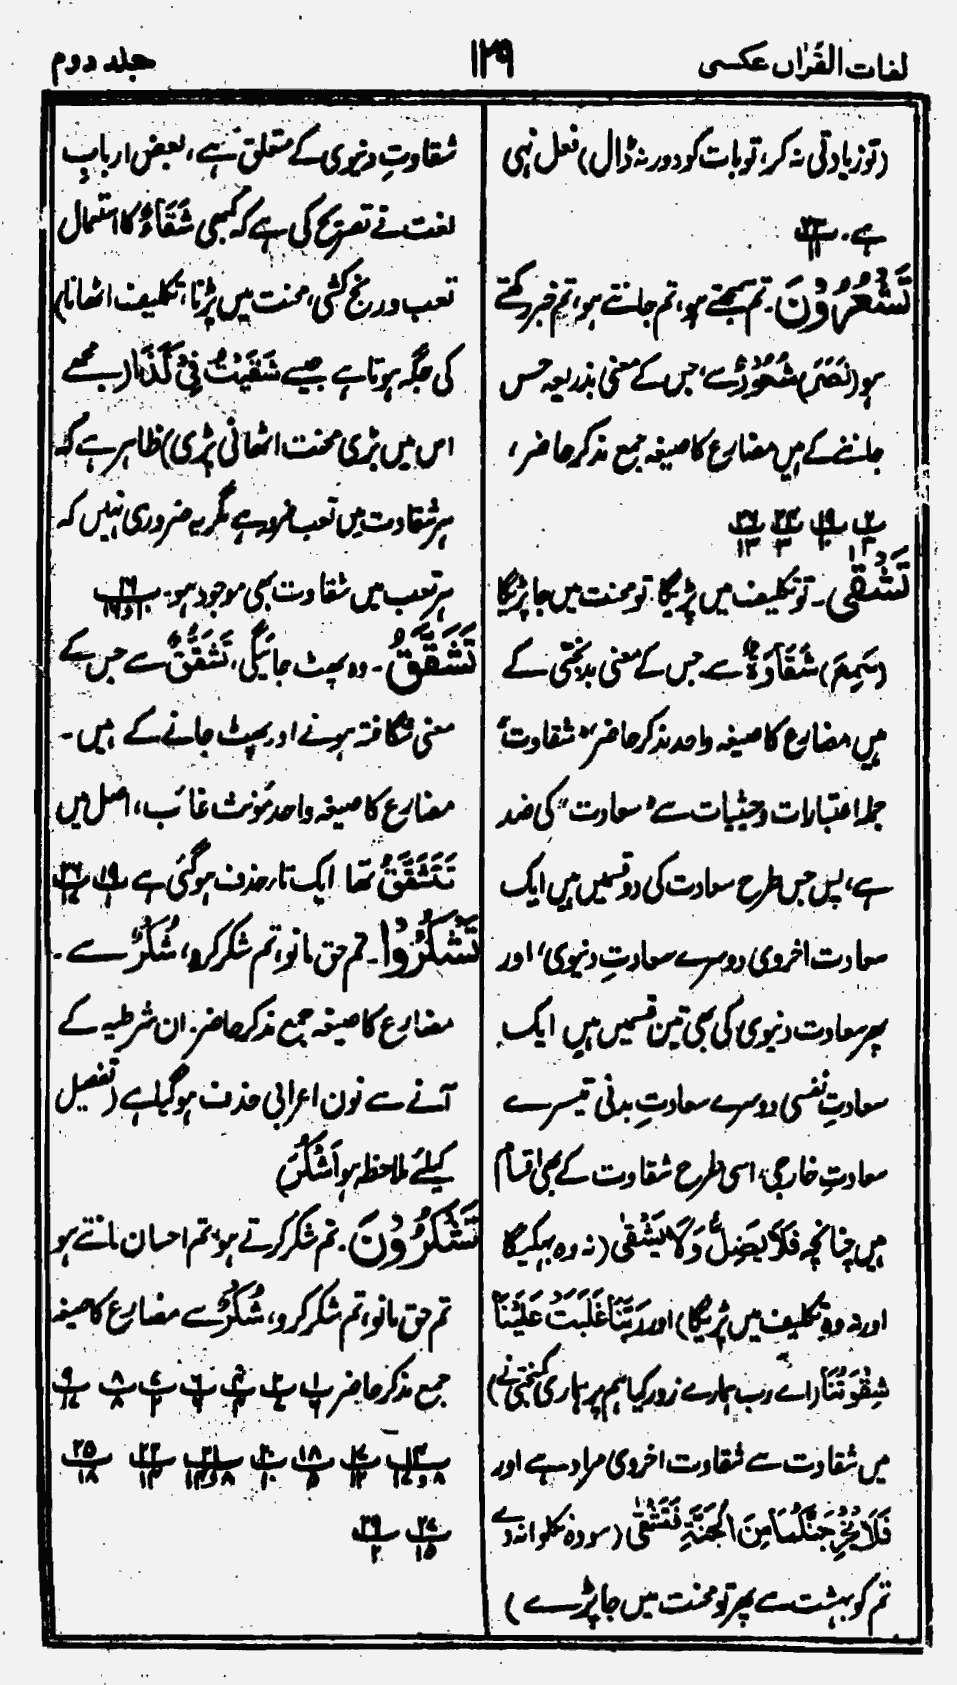 لغات القرآن عکسی
۱۲۹
جلد دوم
(تو زیادتی نہ کر، تو بات کو دور نہ ڈال) فعل نہی
ہے۔
تَشْعُرُوْنَ۔ تم سمجھتے ہو، تم جانتے ہو، تم خبر رکھتے
ہو (نَصَرَ) شُعُوْرٌ سے، جس کے معنی بذریعہ حس
جاننے کے ہیں مضارع کا صیغہ جمع مذکر حاضر،
پ۲ پ۱۹ پ۲۴ پ۲۶
تَشْقٰی۔ تو تکلیف میں پڑیگا تو محنت میں جا پڑیگا
(سَمِعَ) شَقَاوَةٌ سے جس کے معنی بدبختی کے
ہیں مضارع کا صیغہ واحد مذکر حاضر "شقاوت"
جملہ اعتبارات و حیثیات سے "سعادت" کی ضد
ہے، پس جس طرح سعادت کی دو قسمیں ہیں ایک
سعادت اخروی دوسرے سعادتِ دنیوی، اور
پھر سعادت دنیوی کی بھی تین قسمیں ہیں ایک
سعادتِ نفسی دوسرے سعادتِ بدنی تیسرے
سعادتِ خارجی، اسی طرح شقاوت کے بھی اقسام
ہیں چنانچہ فَلَا یَضِلُّ وَلَا یَشْقٰی (نہ وہ بہکیگا
اور نہ وہ تکلیف میں پڑیگا) اور رَبَّنَا غَلَبَتْ عَلَیْنَا
شِقْوَتُنَا (اے رب ہمارے زور کیا ہم پر ہماری کمبختی نے)
میں شقاوت سے شقاوت اخروی مراد ہے اور
فَلَا یُخْرِجَنَّكُمَا مِنَ الْجَنَّةِ فَتَشْقٰی (سو وہ نکلوا نہ دے
تم کو بہشت سے پھر تو محنت میں جا پڑے)
شقاوتِ دنیوی کے متعلق ہے، بعض اربابِ
لغت نے تصریح کی ہے کہ کبھی شَقَاءٌ کا استعمال
تعب و رنج کشی، محنت میں پڑنا، تکلیف اٹھانا)
کی جگہ ہوتا ہے جیسے شَقَیْتُ فِیْ كَذَا (مجھے
اس میں بڑی محنت اٹھانی پڑی) ظاہر ہے کہ
ہر شقاوت میں تعب ضرور ہے مگر یہ ضروری نہیں کہ
ہر تعب میں شقاوت بھی موجود ہو۔
تَشَقَّقُ۔ وہ پھٹ جائیگی، تَشَقُّقٌ سے جس کے
معنی شگافتہ ہونے اور پھٹ جانے کے ہیں۔
مضارع کا صیغہ واحد مؤنث غائب، اصل میں
تَتَشَقَّقُ تھا ایک تاء حذف ہوگئی ہے پ۱۹ پ۲۶
تَشْكُرُوْا۔ تم حق مانو، تم شکر کرو، شُكْرٌ سے۔
مضارع کا صیغہ جمع مذکر حاضر۔ ان شرطیہ کے
آنے سے نون اعرابی حذف ہوگیا ہے (تفصیل
کیلئے ملاحظہ ہو اَشْكُرُ)
تَشْكُرُوْنَ۔ تم شکر کرتے ہو، تم احسان مانتے ہو
تم حق مانو، تم شکر کرو، شُكْرٌ سے مضارع کا صیغہ
جمع مذکر حاضر